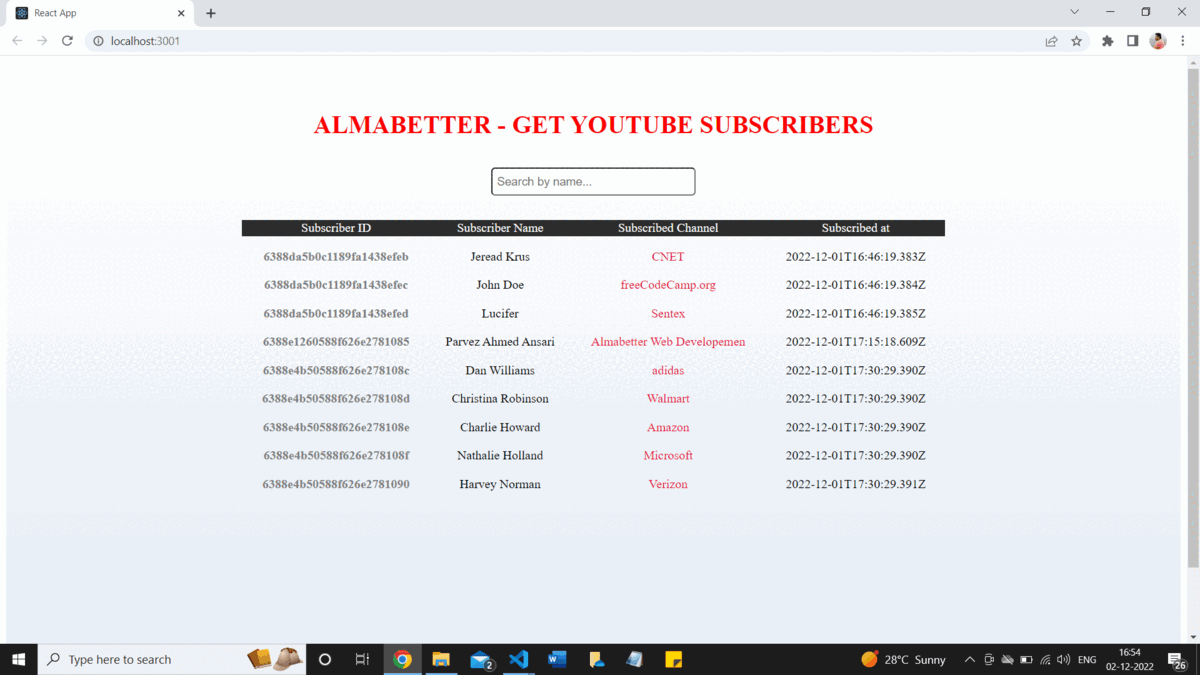 React App
localhost:3001
ALMABETTER - GET YOUTUBE SUBSCRIBERS
Search by name...
Subscriber ID Subscriber Name Subscribed Channel Subscribed at
6388da5b0c1189fa1438efeb Jeread Krus CNET 2022-12-01T16:46:19.383Z
6388da5b0c1189fa1438efec John Doe freeCodeCamp.org 2022-12-01T16:46:19.384Z
6388da5b0c1189fa1438efed Lucifer Sentex 2022-12-01T16:46:19.385Z
6388e1260588f626e2781085 Parvez Ahmed Ansari Almabetter Web Developemen 2022-12-01T17:15:18.609Z
6388e4b50588f626e278108c Dan Williams adidas 2022-12-01T17:30:29.390Z
6388e4b50588f626e278108d Christina Robinson Walmart 2022-12-01T17:30:29.390Z
6388e4b50588f626e278108e Charlie Howard Amazon 2022-12-01T17:30:29.390Z
6388e4b50588f626e278108f Nathalie Holland Microsoft 2022-12-01T17:30:29.390Z
6388e4b50588f626e2781090 Harvey Norman Verizon 2022-12-01T17:30:29.391Z
Type here to search 2 28°C Sunny ENG 16:54 26
02-12-2022